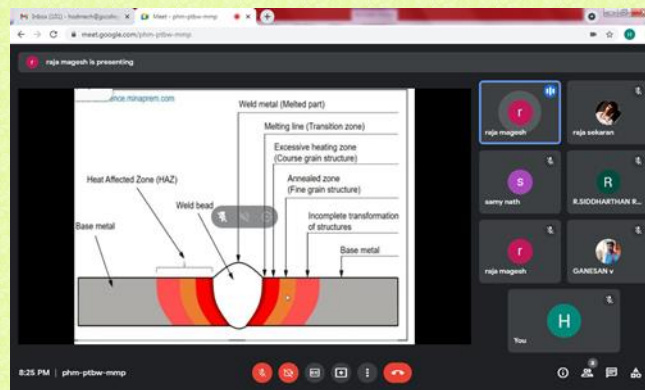 Meet - phm-ptbw-mmp
meet.google.com/phm-ptbw-mmp
raja magesh is presenting
ence.minaprem.com
Weld metal (Melted part)
Melting line (Transition zone)
Excessive heating zone
(Course grain structure)
Heat Affected Zone (HAZ)
Annealed zone
(Fine grain structure)
Weld bead
Incomplete transformation
of structures
Base metal
Base metal
r
raja magesh
raja sekaran
S
samy nath
R
R.SIDDHARTHAN R...
r
raja magesh
GANESAN v
H
You
8:25 PM | phm-ptbw-mmp